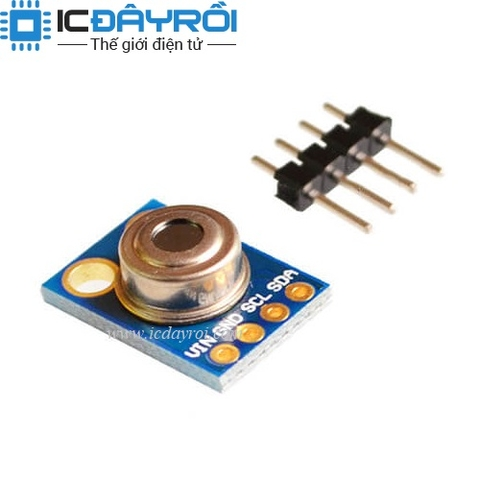 ICĐÂYRỒI
Thế giới điện tử
VIN GND SCL SDA
www.icdayroi.com